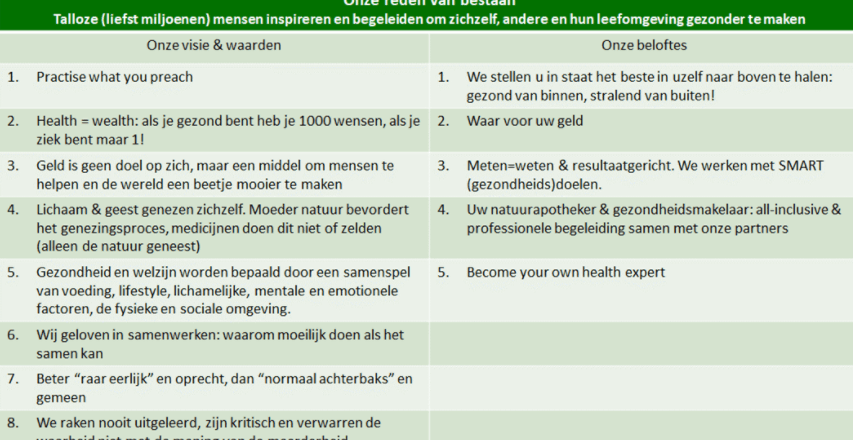 Onze reden van bestaan
Talloze (liefst miljoenen) mensen inspireren en begeleiden om zichzelf, andere en hun leefomgeving gezonder te maken
Onze visie & waarden
Onze beloftes
1. Practise what you preach
1. We stellen u in staat het beste in uzelf naar boven te halen:
gezond van binnen, stralend van buiten!
2. Health = wealth: als je gezond bent heb je 1000 wensen, als je
ziek bent maar 1!
2. Waar voor uw geld
3. Geld is geen doel op zich, maar een middel om mensen te
helpen en de wereld een beetje mooier te maken
3. Meten=weten & resultaatgericht. We werken met SMART
(gezondheids)doelen.
4. Lichaam & geest genezen zichzelf. Moeder natuur bevordert
het genezingsproces, medicijnen doen dit niet of zelden
(alleen de natuur geneest)
4. Uw natuurapotheker & gezondheidsmakelaar: all-inclusive &
professionele begeleiding samen met onze partners
5. Gezondheid en welzijn worden bepaald door een samenspel
van voeding, lifestyle, lichamelijke, mentale en emotionele
factoren, de fysieke en sociale omgeving.
5. Become your own health expert
6. Wij geloven in samenwerken: waarom moeilijk doen als het
samen kan
7. Beter “raar eerlijk” en oprecht, dan “normaal achterbaks” en
gemeen
8. We raken nooit uitgeleerd, zijn kritisch en verwarren de
waarheid niet met de mening van de meerderheid